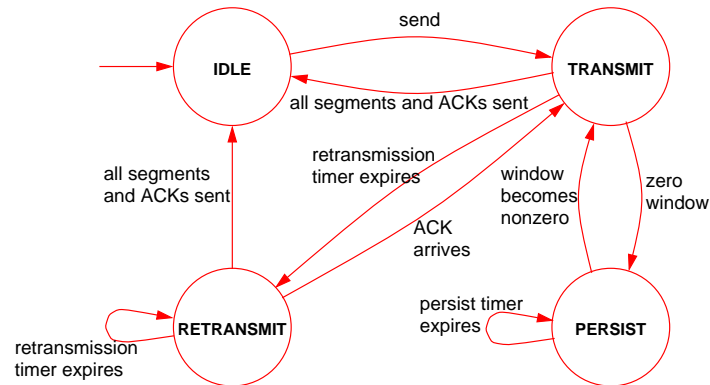 send
IDLE
TRANSMIT
all segments and ACKs sent
retransmission
timer expires
all segments
and ACKs sent
window
becomes
nonzero
zero
window
ACK
arrives
RETRANSMIT
persist timer
expires
PERSIST
retransmission
timer expires